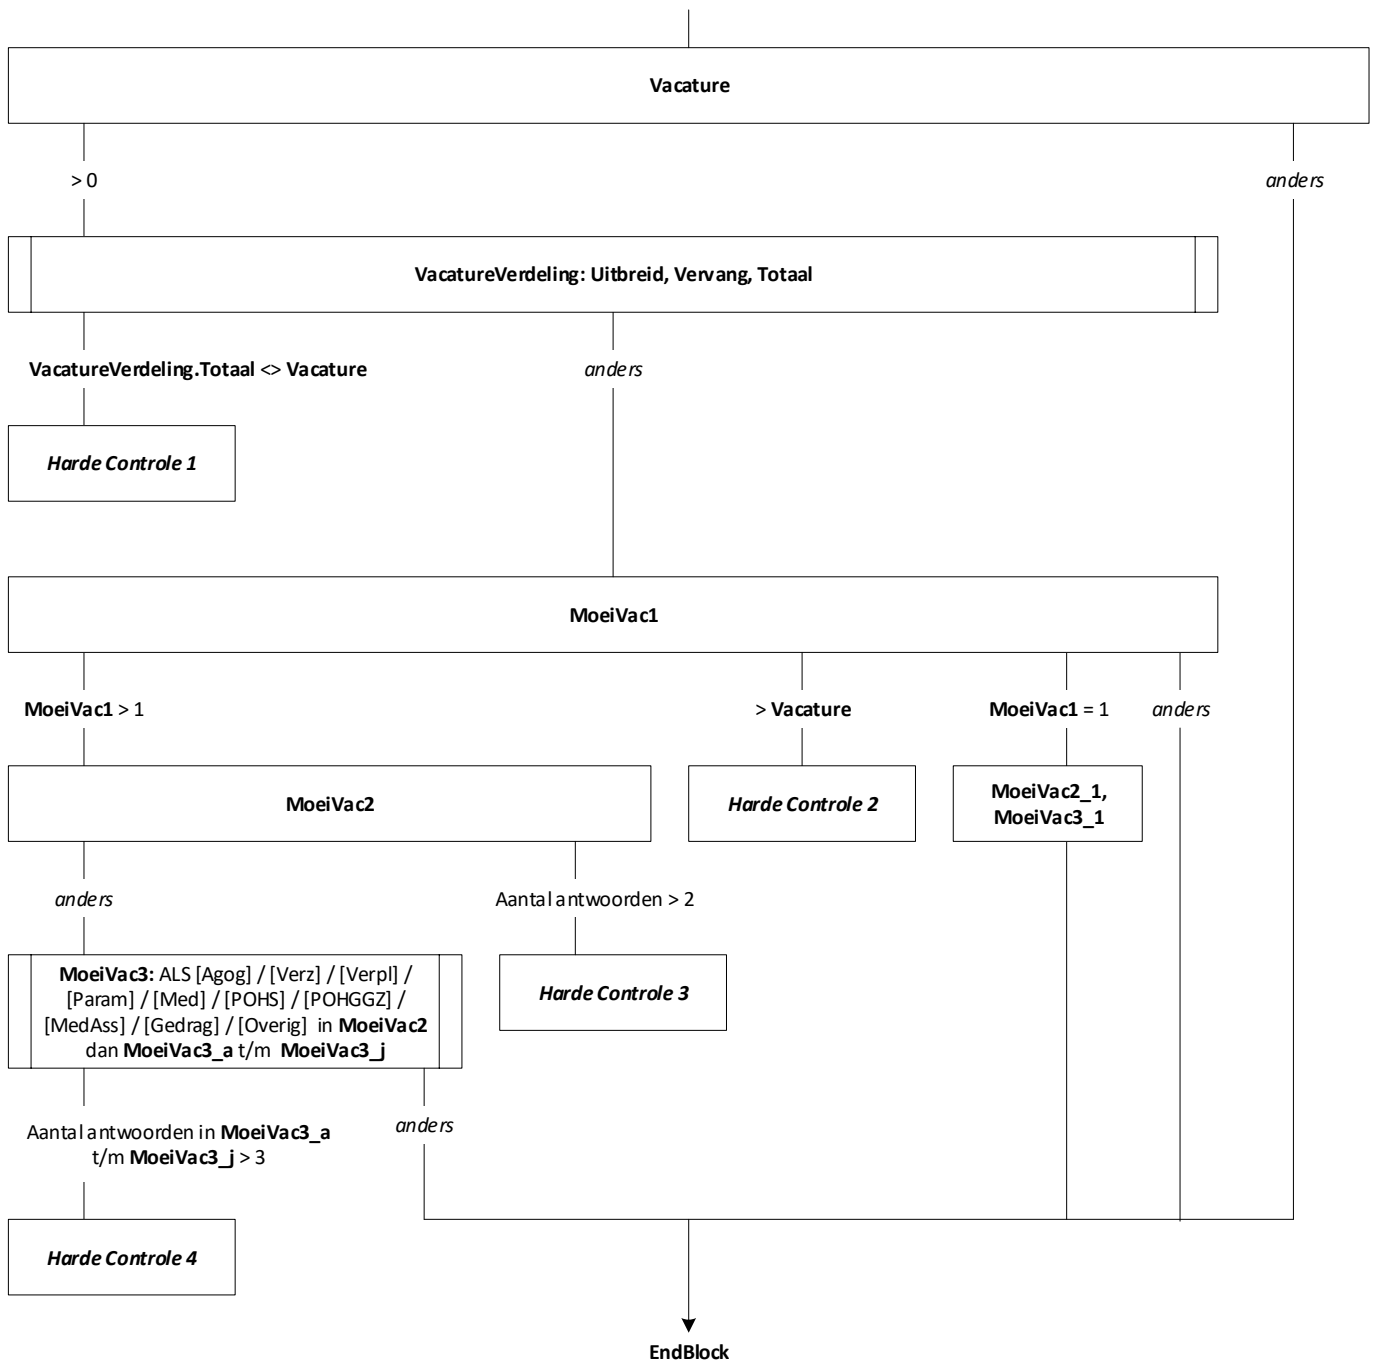 Vacature
> 0
anders
VacatureVerdeling: Uitbreid, Vervang, Totaal
VacatureVerdeling.Totaal <> Vacature
anders
Harde Controle 1
MoeiVac1
MoeiVac1 > 1
> Vacature
MoeiVac1 = 1
anders
MoeiVac2
Harde Controle 2
MoeiVac2_1,
MoeiVac3_1
anders
Aantal antwoorden > 2
MoeiVac3: ALS [Agog] / [Verz] / [Verpl] /
[Param] / [Med] / [POHS] / [POHGGZ] /
[MedAss] / [Gedrag] / [Overig] in MoeiVac2
dan MoeiVac3_a t/m MoeiVac3_j
Harde Controle 3
Aantal antwoorden in MoeiVac3_a
t/m MoeiVac3_j > 3
anders
Harde Controle 4
EndBlock